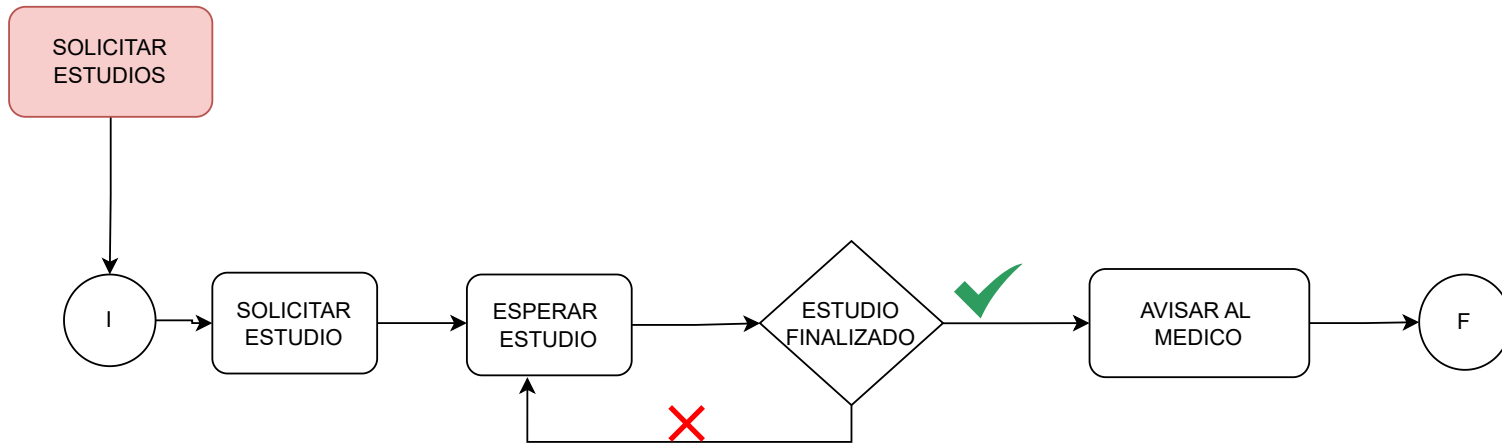 SOLICITAR
ESTUDIOS
I
SOLICITAR
ESTUDIO
ESPERAR
ESTUDIO
ESTUDIO
FINALIZADO
AVISAR AL
MEDICO
F